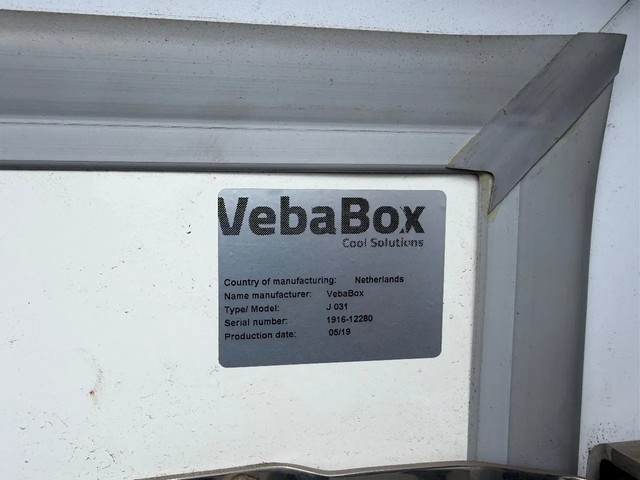 VebaBox
Cool Solutions
Country of manufacturing: Netherlands
Name manufacturer: VebaBox
Type/ Model: J 031
Serial number: 1916-12280
Production date: 05/19